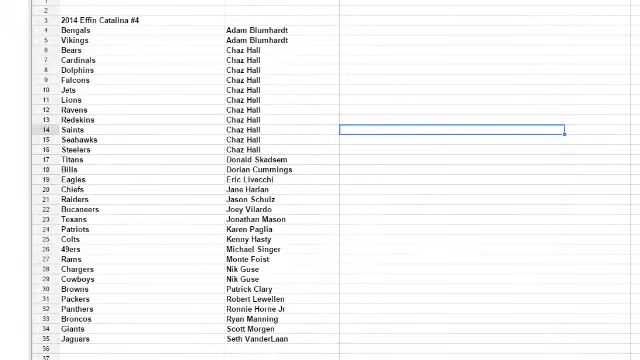 1
2
3 2014 Effin Catalina #4
4 Bengals Adam Blumhardt
5 Vikings Adam Blumhardt
6 Bears Chaz Hall
7 Cardinals Chaz Hall
8 Dolphins Chaz Hall
9 Falcons Chaz Hall
10 Jets Chaz Hall
11 Lions Chaz Hall
12 Ravens Chaz Hall
13 Redskins Chaz Hall
14 Saints Chaz Hall
15 Seahawks Chaz Hall
16 Steelers Chaz Hall
17 Titans Donald Skadsem
18 Bills Dorian Cummings
19 Eagles Eric Livecchi
20 Chiefs Jane Harlan
21 Raiders Jason Schulz
22 Bucaneers Joey Vilardo
23 Texans Jonathan Mason
24 Patriots Karen Paglia
25 Colts Kenny Hasty
26 49ers Michael Singer
27 Rams Monte Foist
28 Chargers Nik Guse
29 Cowboys Nik Guse
30 Browns Patrick Clary
31 Packers Robert Lewellen
32 Panthers Ronnie Horne Jr
33 Broncos Ryan Manning
34 Giants Scott Morgen
35 Jaguars Seth VanderLaan
36
37